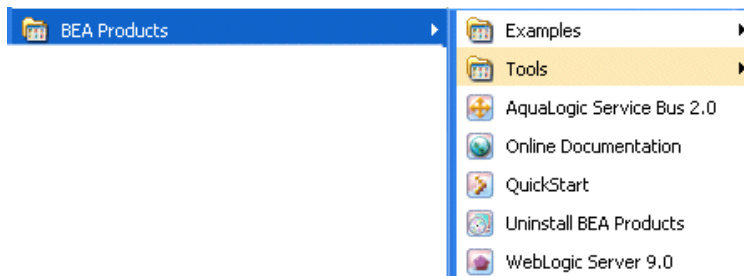 BEA Products
Examples
Tools
AquaLogic Service Bus 2.0
Online Documentation
QuickStart
Uninstall BEA Products
WebLogic Server 9.0